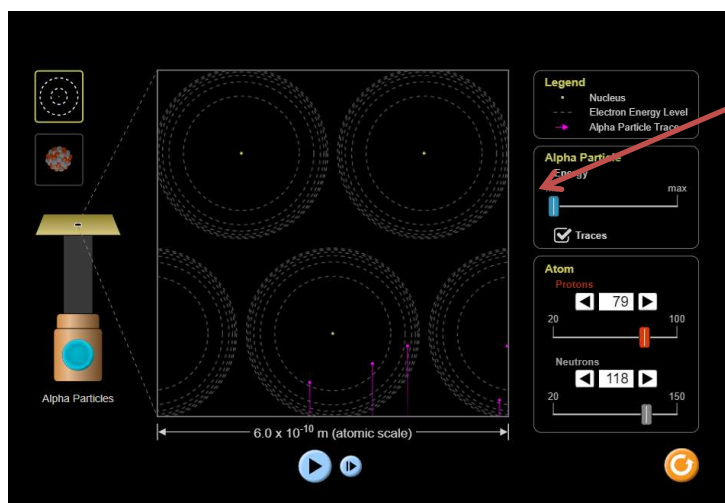 Legend
Nucleus
Electron Energy Level
Alpha Particle Trace
Alpha Particle
Energy
max
Traces
Atom
Protons
79
20 100
Neutrons
118
20 150
Alpha Particles
6.0 x 10⁻¹⁰ m (atomic scale)